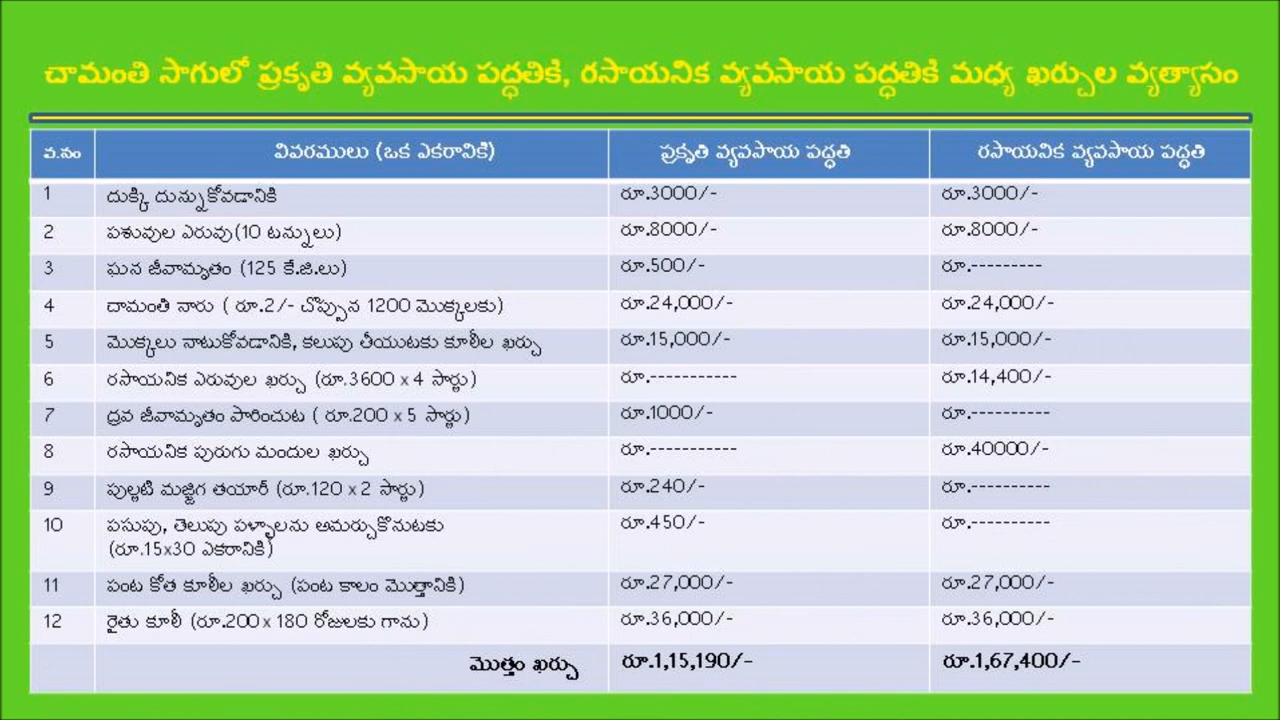 చామంతి సాగులో ప్రకృతి వ్యవసాయ పద్ధతికి, రసాయనిక వ్యవసాయ పద్ధతికి మధ్య ఖర్చుల వ్యత్యాసం
వ.నం వివరములు (ఒక ఎకరానికి) ప్రకృతి వ్యవసాయ పద్ధతి రసాయనిక వ్యవసాయ పద్ధతి
1 దుక్కి దున్నుకోవడానికి రూ.3000/- రూ.3000/-
2 పశువుల ఎరువు(10 టన్నులు) రూ.8000/- రూ.8000/-
3 ఘన జీవామృతం (125 కే.జి.లు) రూ.500/- రూ.---------
4 చామంతి నారు ( రూ.2/- చొప్పున 1200 మొక్కలకు) రూ.24,000/- రూ.24,000/-
5 మొక్కలు నాటుకోవడానికి, కలుపు తీయుటకు కూలీల ఖర్చు రూ.15,000/- రూ.15,000/-
6 రసాయనిక ఎరువుల ఖర్చు (రూ.3600 x 4 సార్లు) రూ.----------- రూ.14,400/-
7 ద్రవ జీవామృతం పారించుట ( రూ.200 x 5 సార్లు) రూ.1000/- రూ.----------
8 రసాయనిక పురుగు మందుల ఖర్చు రూ.----------- రూ.40000/-
9 పుల్లటి మజ్జిగ తయార్ (రూ.120 x 2 సార్లు) రూ.240/- రూ.----------
10 పసుపు, తెలుపు పళ్ళాలను అమర్చుకొనుటకు రూ.450/- రూ.----------
(రూ.15x30 ఎకరానికి)
11 పంట కోత కూలీల ఖర్చు (పంట కాలం మొత్తానికి) రూ.27,000/- రూ.27,000/-
12 రైతు కూలీ (రూ.200 x 180 రోజులకు గాను) రూ.36,000/- రూ.36,000/-
మొత్తం ఖర్చు రూ.1,15,190/- రూ.1,67,400/-